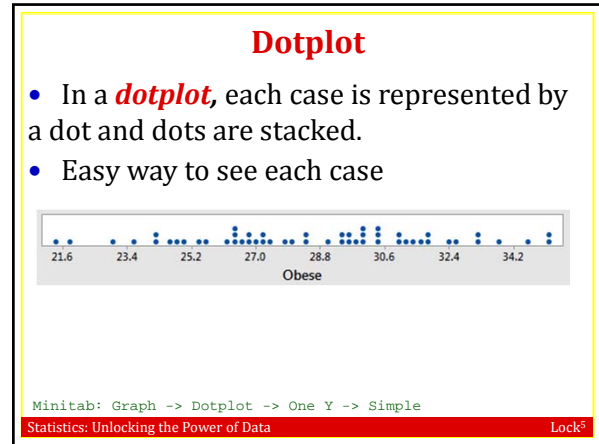 Dotplot
• In a dotplot, each case is represented by
a dot and dots are stacked.
• Easy way to see each case
21.6 23.4 25.2 27.0 28.8 30.6 32.4 34.2
Obese
Minitab: Graph -> Dotplot -> One Y -> Simple
Statistics: Unlocking the Power of Data Lock5